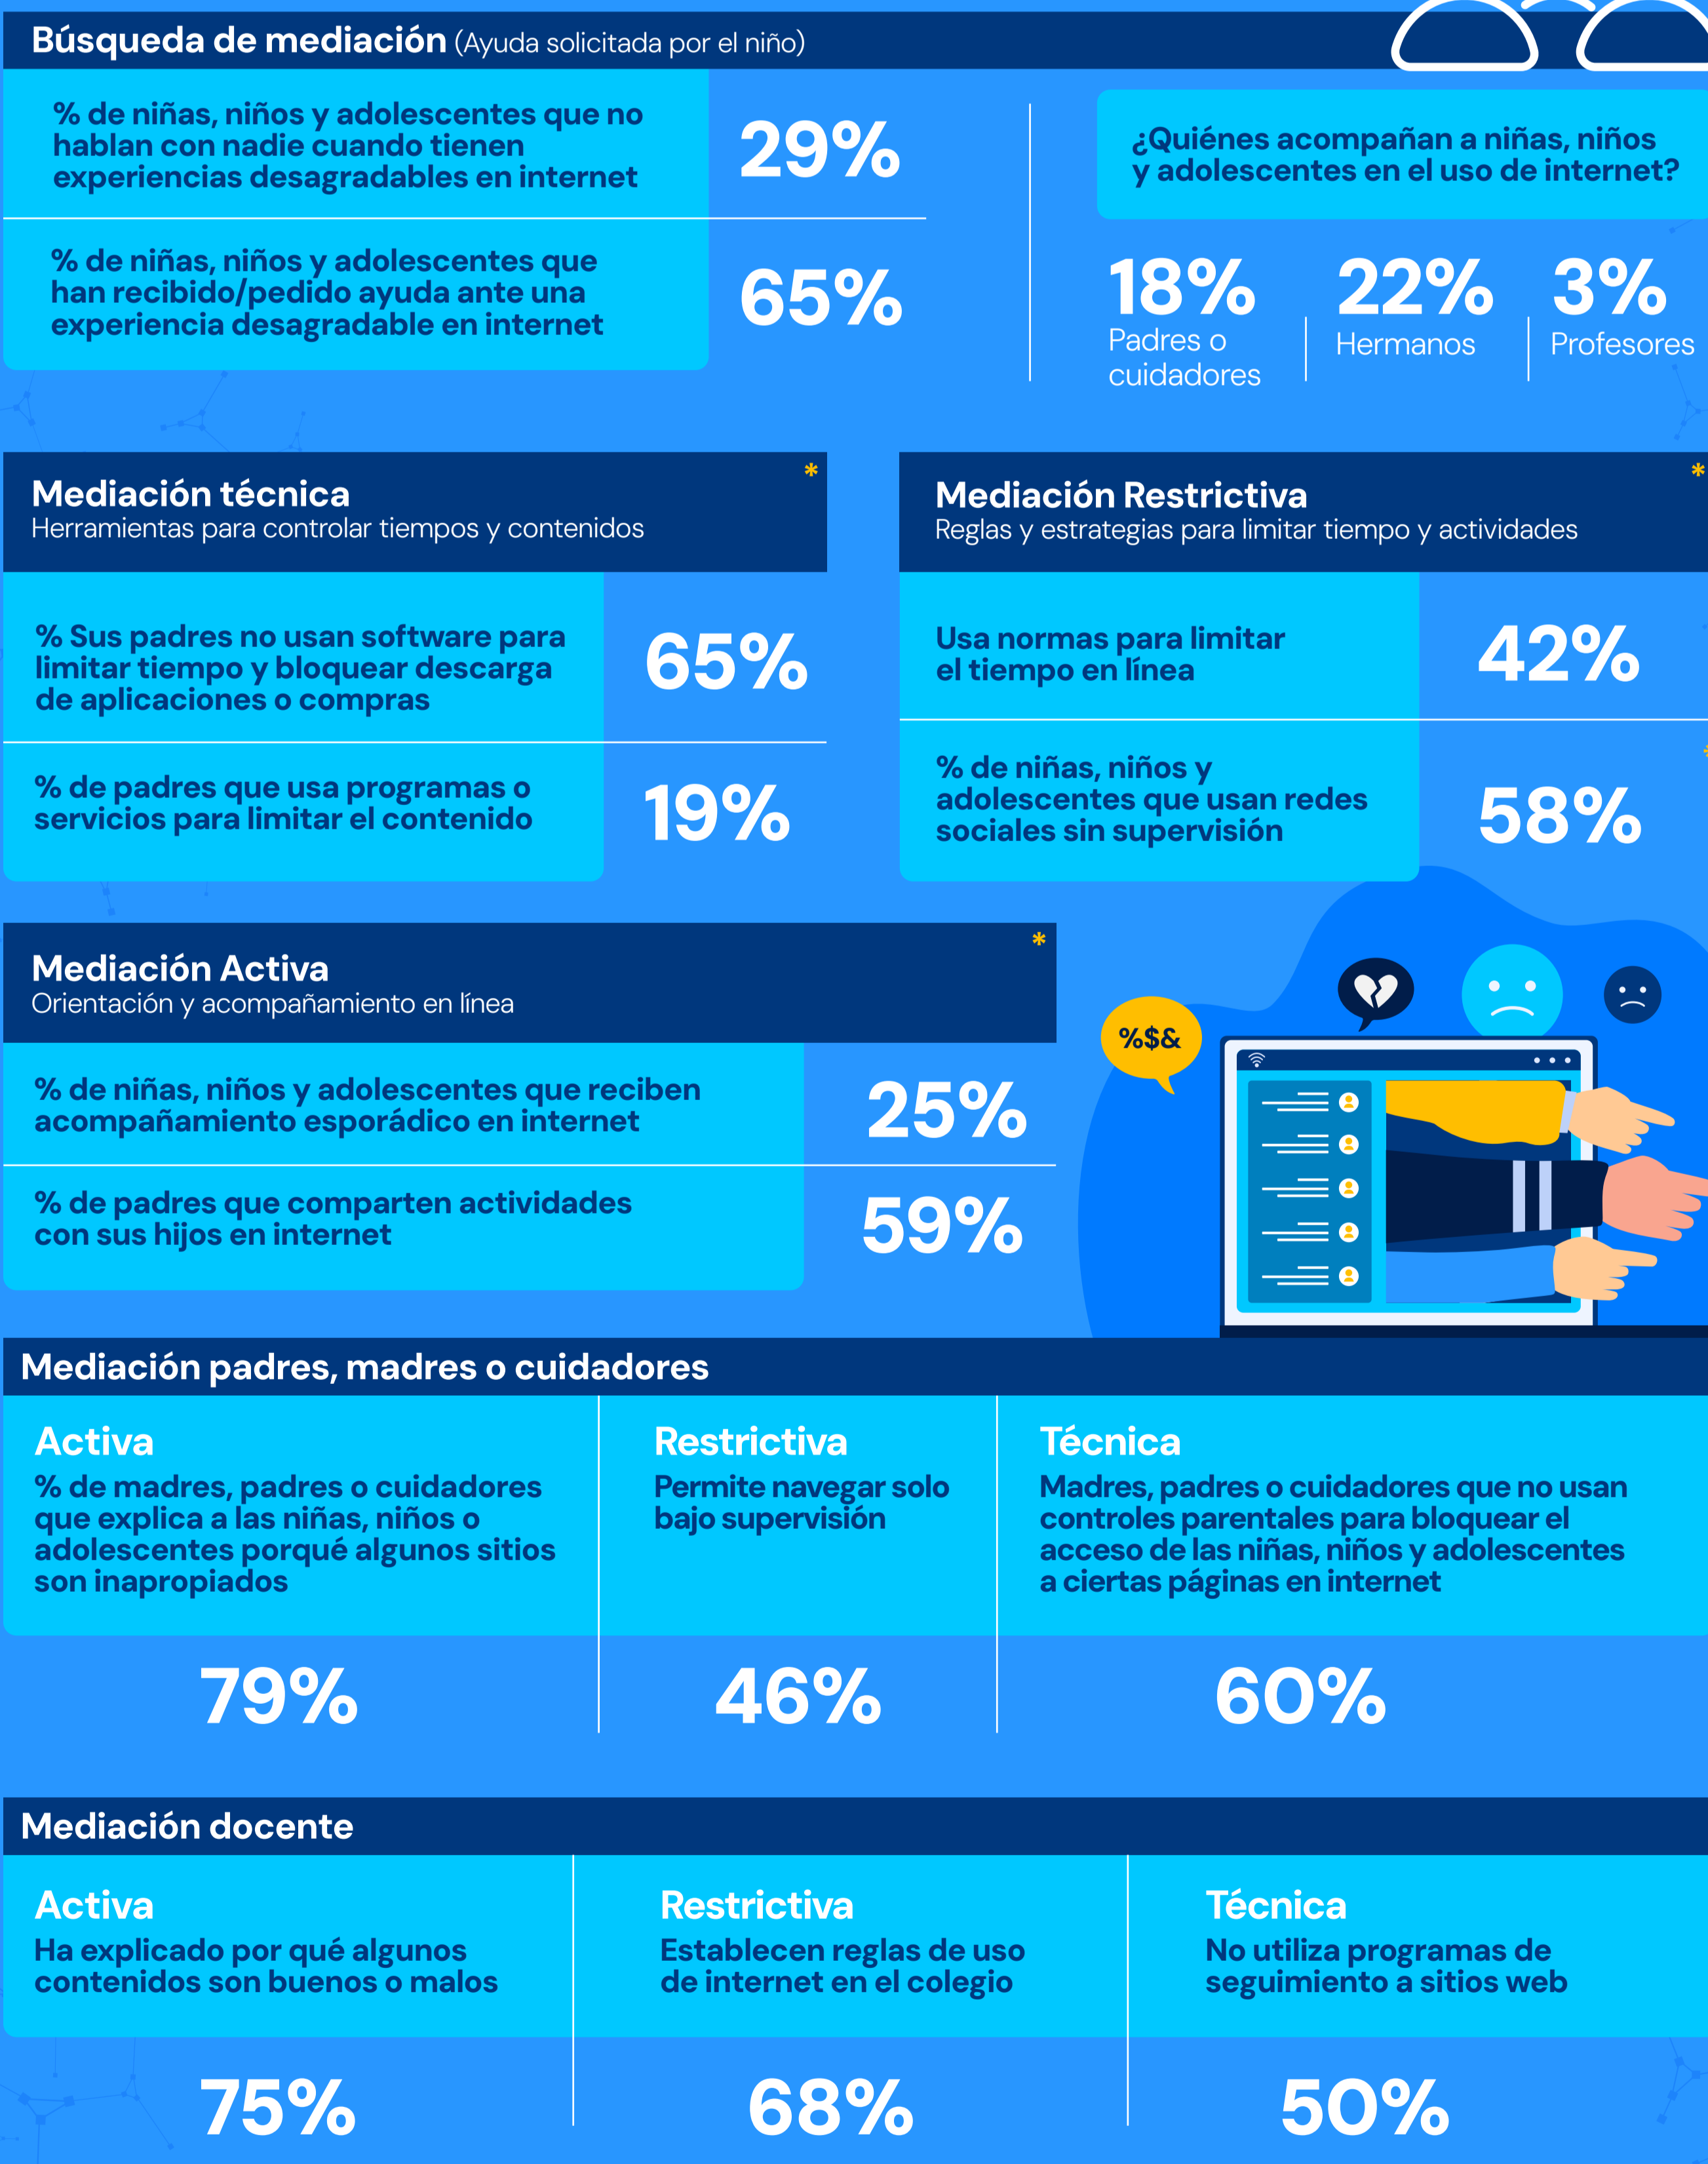 Búsqueda de mediación (Ayuda solicitada por el niño)
% de niñas, niños y adolescentes que no
hablan con nadie cuando tienen
experiencias desagradables en internet
29%
% de niñas, niños y adolescentes que
han recibido/pedido ayuda ante una
experiencia desagradable en internet
65%
¿Quiénes acompañan a niñas, niños
y adolescentes en el uso de internet?
18%
Padres o
cuidadores
22%
Hermanos
3%
Profesores
Mediación técnica *
Herramientas para controlar tiempos y contenidos
% Sus padres no usan software para
limitar tiempo y bloquear descarga
de aplicaciones o compras
65%
% de padres que usa programas o
servicios para limitar el contenido
19%
Mediación Restrictiva *
Reglas y estrategias para limitar tiempo y actividades
Usa normas para limitar
el tiempo en línea
42%
% de niñas, niños y
adolescentes que usan redes
sociales sin supervisión
58%
*
Mediación Activa *
Orientación y acompañamiento en línea
% de niñas, niños y adolescentes que reciben
acompañamiento esporádico en internet
25%
% de padres que comparten actividades
con sus hijos en internet
59%
%$&
Mediación padres, madres o cuidadores
Activa
% de madres, padres o cuidadores
que explica a las niñas, niños o
adolescentes porqué algunos sitios
son inapropiados
79%
Restrictiva
Permite navegar solo
bajo supervisión
46%
Técnica
Madres, padres o cuidadores que no usan
controles parentales para bloquear el
acceso de las niñas, niños y adolescentes
a ciertas páginas en internet
60%
Mediación docente
Activa
Ha explicado por qué algunos
contenidos son buenos o malos
75%
Restrictiva
Establecen reglas de uso
de internet en el colegio
68%
Técnica
No utiliza programas de
seguimiento a sitios web
50%